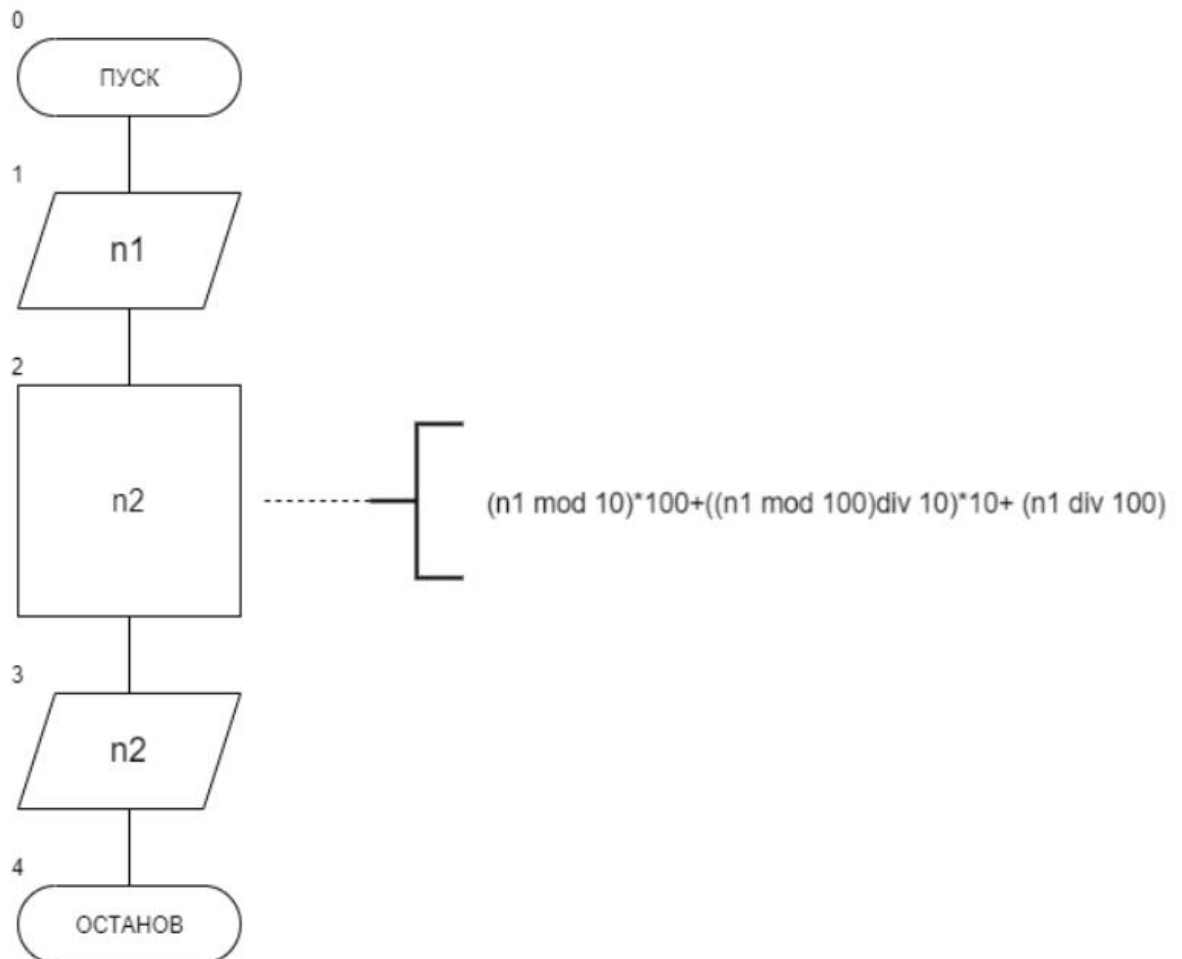 0
ПУСК
1
n1
2
n2
(n1 mod 10)*100+((n1 mod 100)div 10)*10+ (n1 div 100)
3
n2
4
ОСТАНОВ